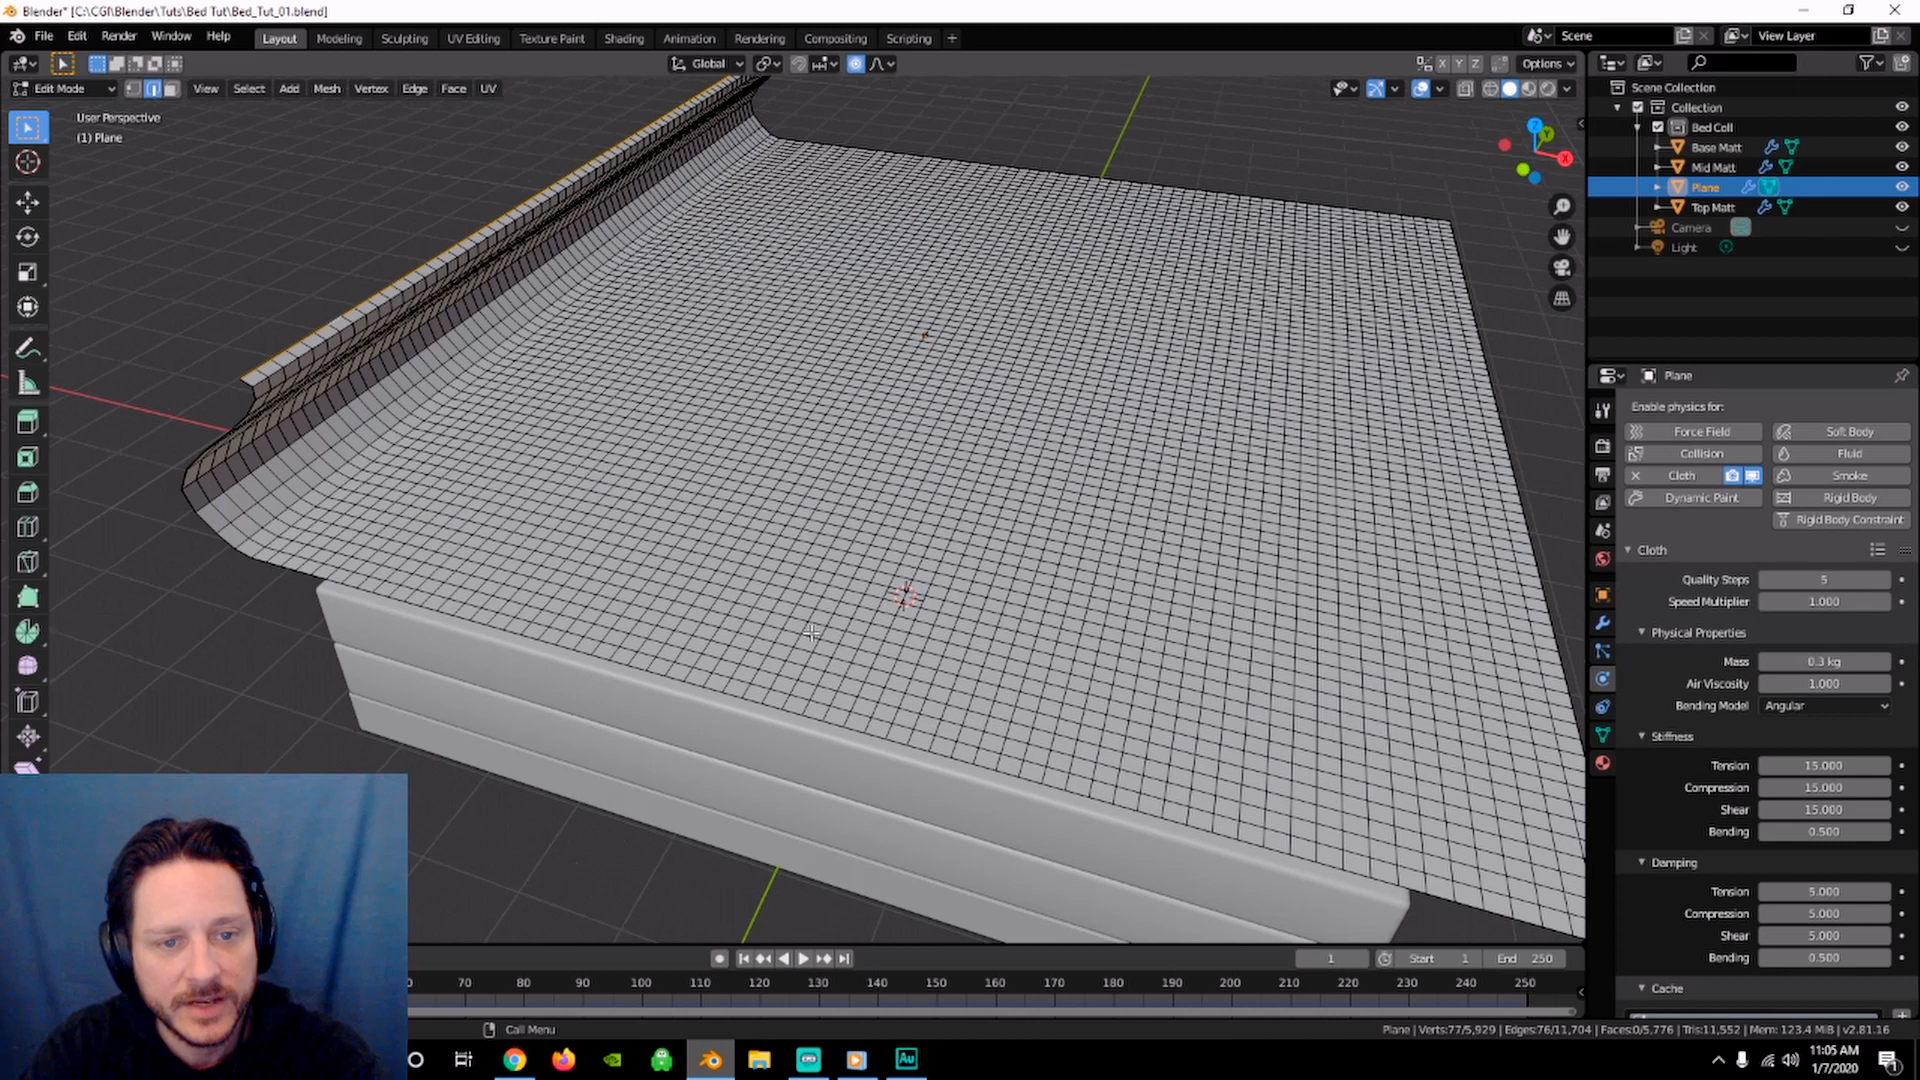 Blender* [C:\CGI\Blender\Tuts\Bed Tut\Bed_Tut_01.blend]
File Edit Render Window Help Layout Modeling Sculpting UV Editing Texture Paint Shading Animation Rendering Compositing Scripting + Scene View Layer
Global X Y Z Options
Edit Mode View Select Add Mesh Vertex Edge Face UV
User Perspective
(1) Plane
Z
Y
X
Scene Collection
Collection
Bed Coll
Base Matt
Mid Matt
Plane
Top Matt
Camera
Light
Plane
Enable physics for:
Force Field Soft Body
Collision Fluid
Cloth Smoke
Dynamic Paint Rigid Body
Rigid Body Constraint
Cloth
Quality Steps 5
Speed Multiplier 1.000
Physical Properties
Mass 0.3 kg
Air Viscosity 1.000
Bending Model Angular
Stiffness
Tension 15.000
Compression 15.000
Shear 15.000
Bending 0.500
Damping
Tension 5.000
Compression 5.000
Shear 5.000
Bending 0.500
Cache
1 Start 1 End 250
0 70 80 90 100 110 120 130 140 150 160 170 180 190 200 210 220 230 240 250
Call Menu
Plane | Verts:77/5,929 | Edges:76/11,704 | Faces:0/5,776 | Tris:11,552 | Mem: 123.4 MiB | v2.81.16
Au
11:05 AM
1/7/2020
1